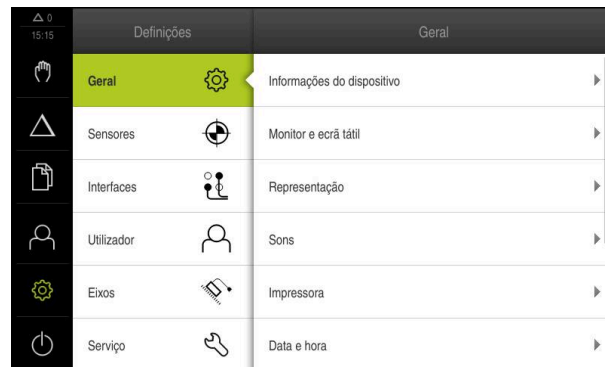 △ 0
15:15
Definições
Geral
Geral
Sensores
Interfaces
Utilizador
Eixos
Serviço
Informações do dispositivo
Monitor e ecrã tátil
Representação
Sons
Impressora
Data e hora